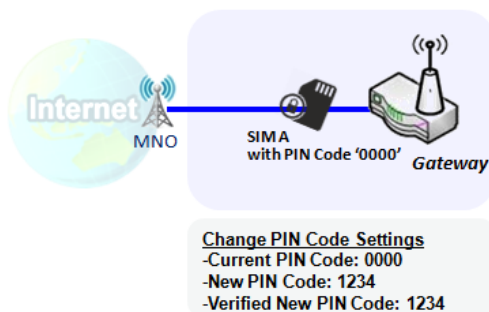 Internet
MNO
SIM A
with PIN Code ‘0000’
Gateway
Change PIN Code Settings
-Current PIN Code: 0000
-New PIN Code: 1234
-Verified New PIN Code: 1234